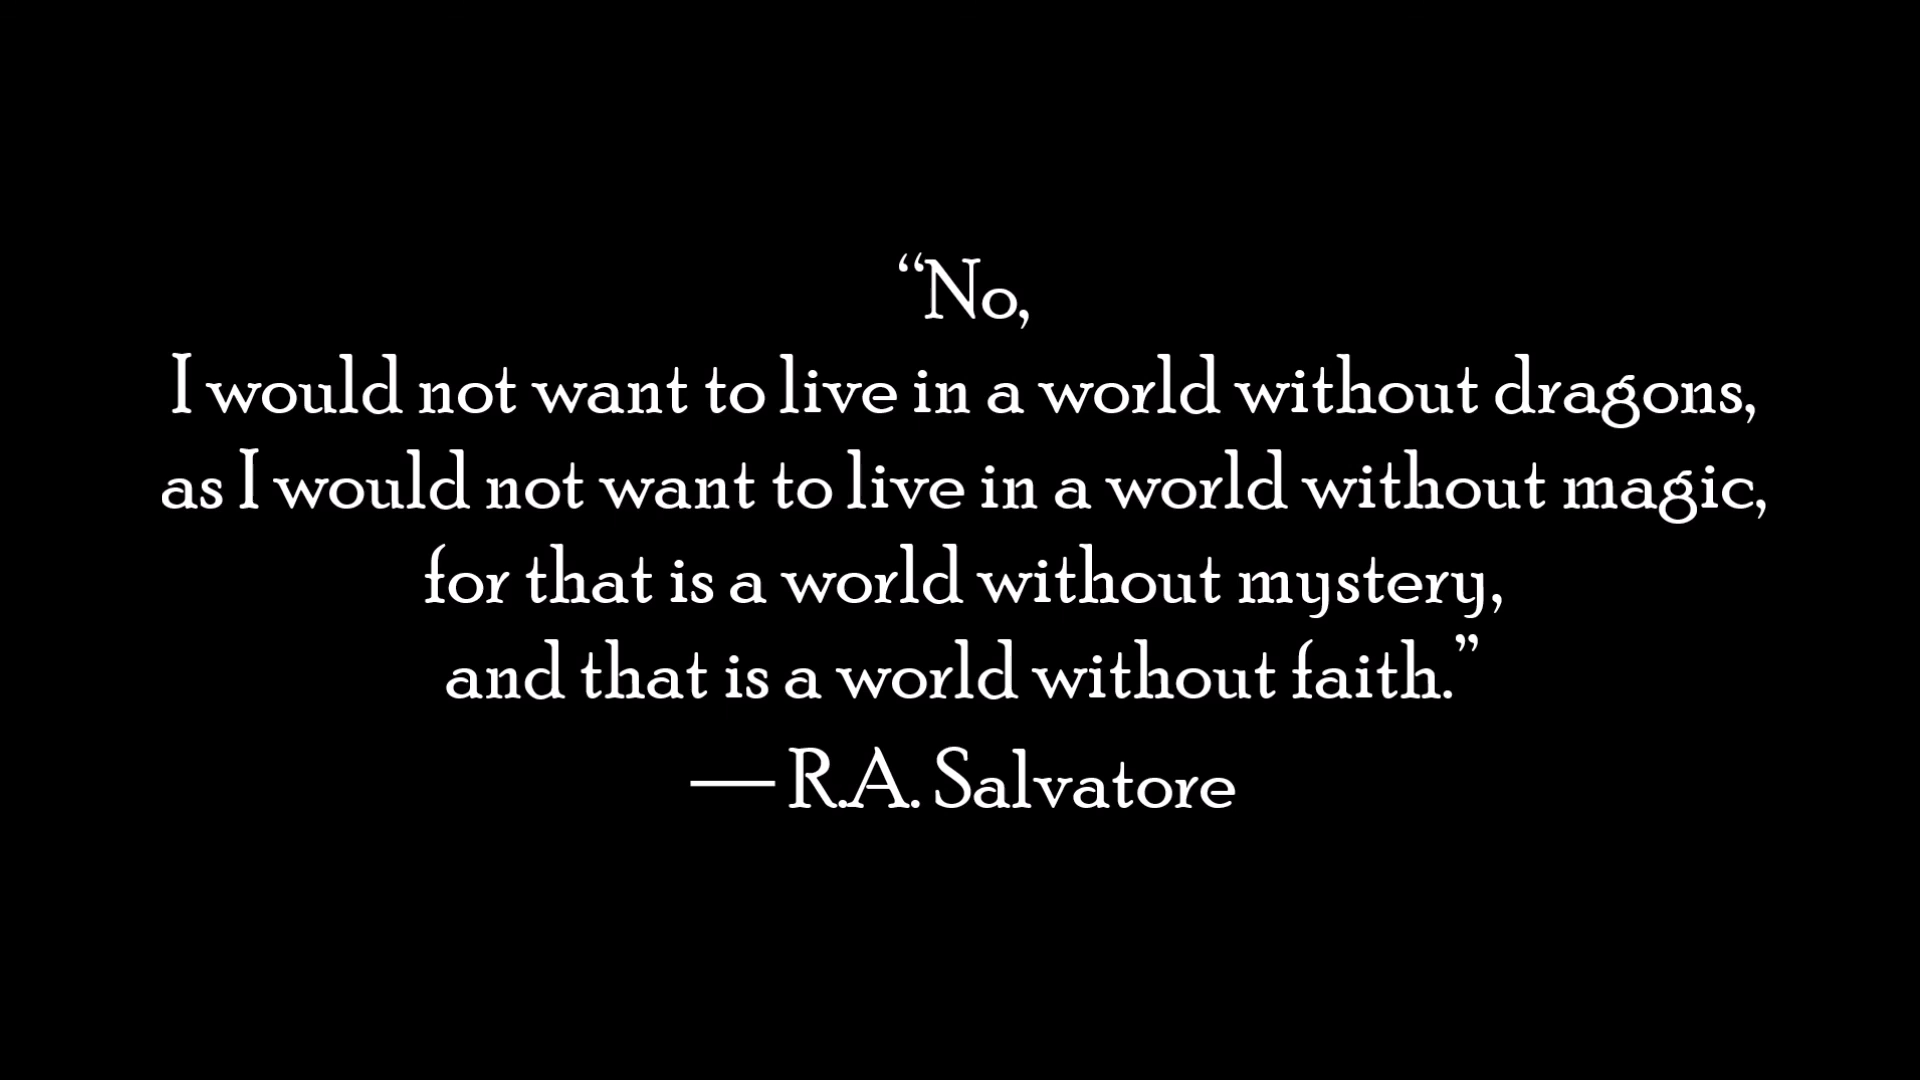 “No,
I would not want to live in a world without dragons,
as I would not want to live in a world without magic,
for that is a world without mystery,
and that is a world without faith.”
— R.A. Salvatore